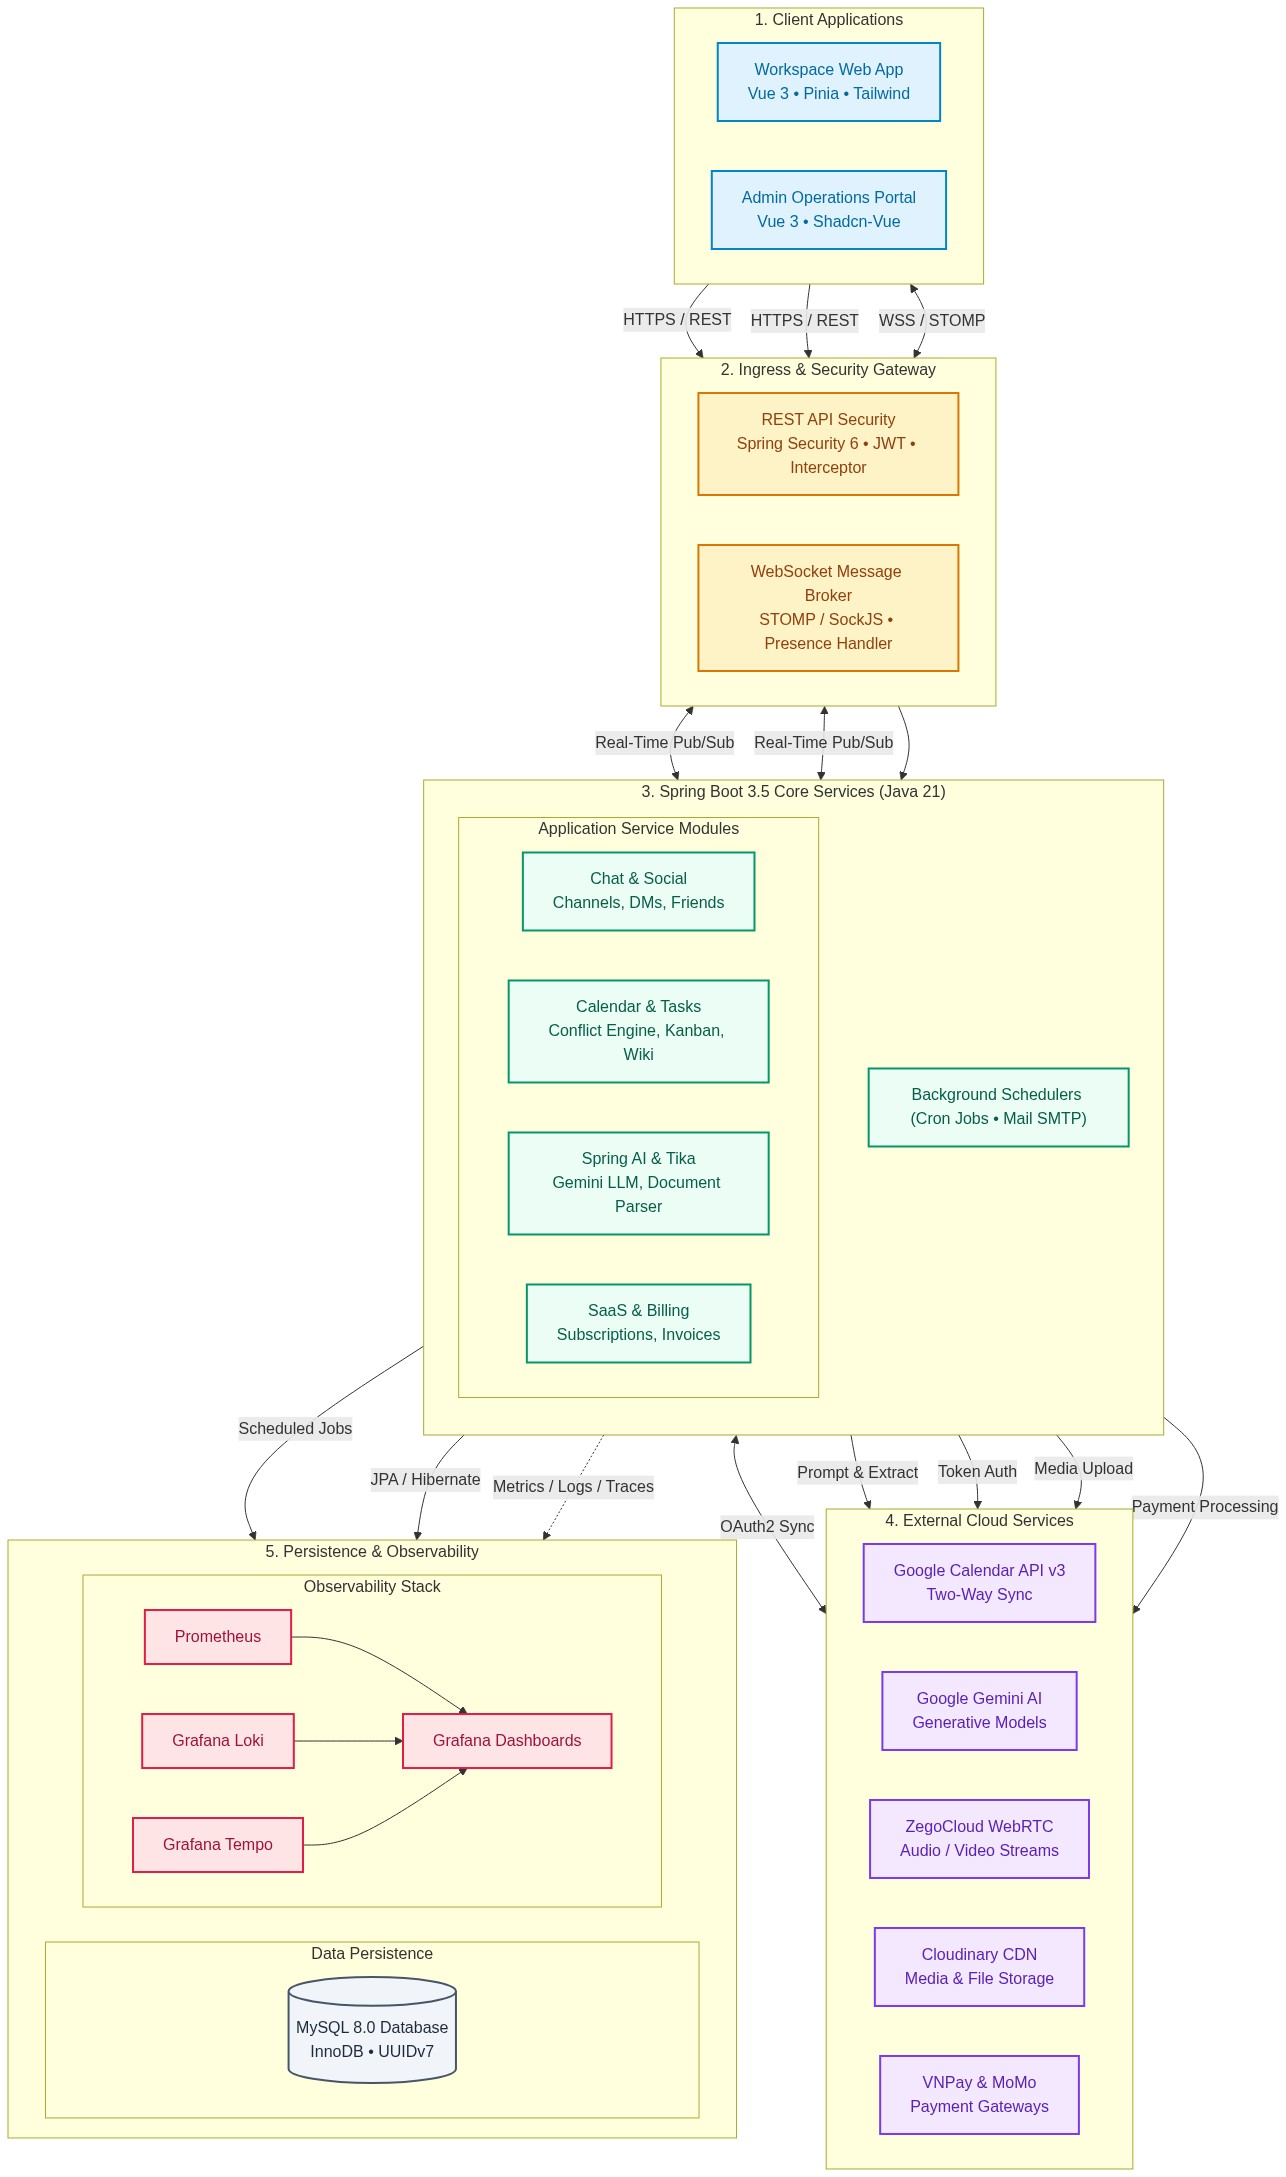 1. Client Applications
Workspace Web App
Vue 3 • Pinia • Tailwind
Admin Operations Portal
Vue 3 • Shadcn-Vue
HTTPS / REST
HTTPS / REST
WSS / STOMP
2. Ingress & Security Gateway
REST API Security
Spring Security 6 • JWT •
Interceptor
WebSocket Message
Broker
STOMP / SockJS •
Presence Handler
Real-Time Pub/Sub
Real-Time Pub/Sub
3. Spring Boot 3.5 Core Services (Java 21)
Application Service Modules
Chat & Social
Channels, DMs, Friends
Calendar & Tasks
Conflict Engine, Kanban,
Wiki
Spring AI & Tika
Gemini LLM, Document
Parser
SaaS & Billing
Subscriptions, Invoices
Background Schedulers
(Cron Jobs • Mail SMTP)
Scheduled Jobs
JPA / Hibernate
Metrics / Logs / Traces
OAuth2 Sync
Prompt & Extract
Token Auth
Media Upload
Payment Processing
5. Persistence & Observability
Observability Stack
Prometheus
Grafana Loki
Grafana Tempo
Grafana Dashboards
Data Persistence
MySQL 8.0 Database
InnoDB • UUIDv7
4. External Cloud Services
Google Calendar API v3
Two-Way Sync
Google Gemini AI
Generative Models
ZegoCloud WebRTC
Audio / Video Streams
Cloudinary CDN
Media & File Storage
VNPay & MoMo
Payment Gateways